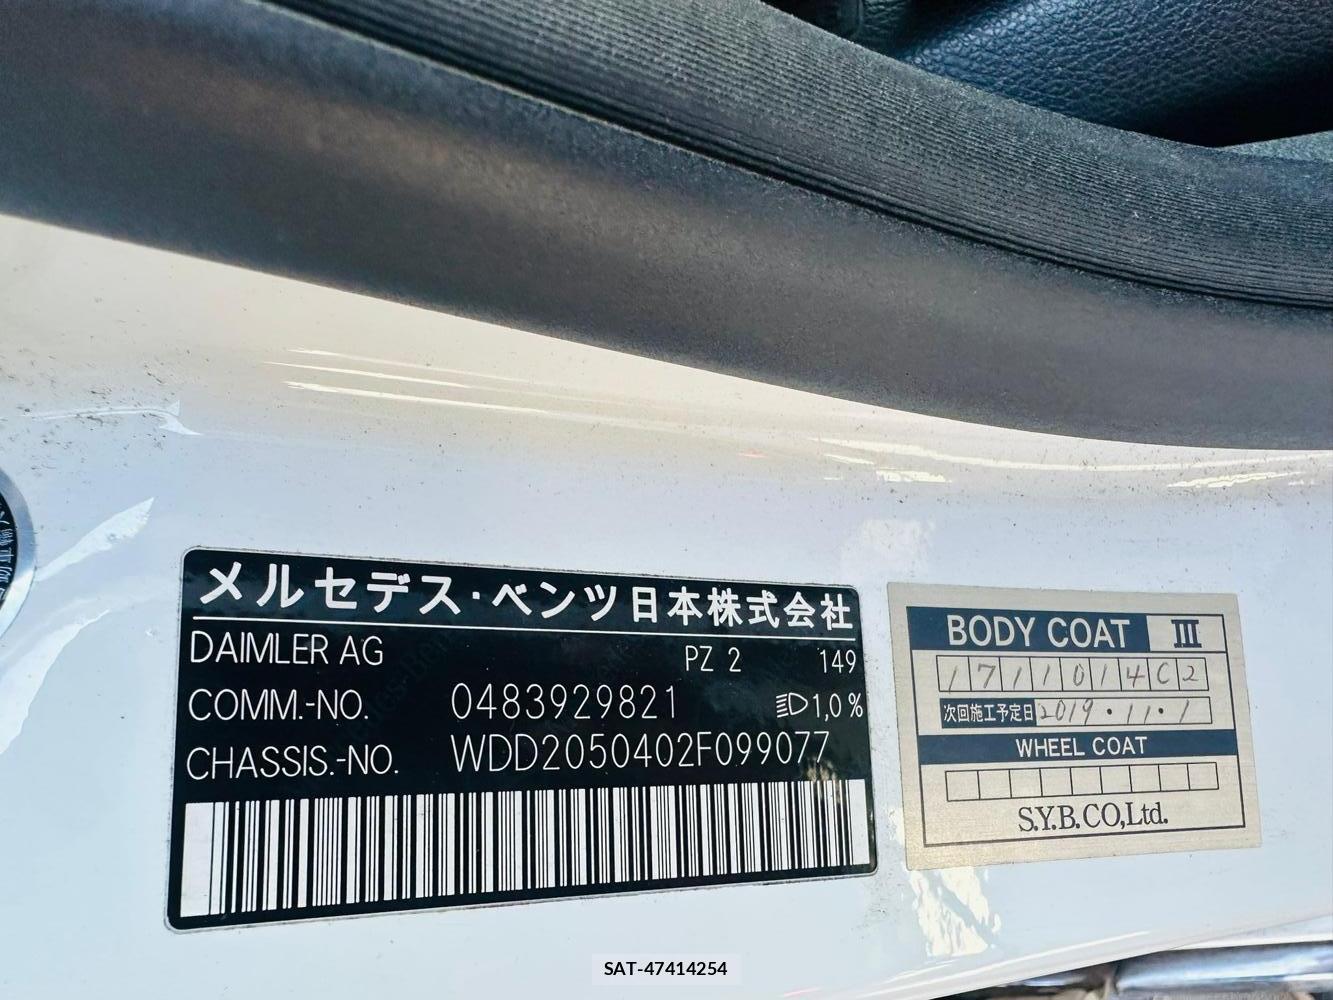 メルセデス・ベンツ日本株式会社
DAIMLER AG PZ 2 149
COMM.-NO. 0483929821 1,0%
CHASSIS.-NO. WDD2050402F099077
BODY COAT III
1711014C2
次回施工予定日 2019・11・1
WHEEL COAT
S.Y.B.CO,Ltd.
SAT-47414254